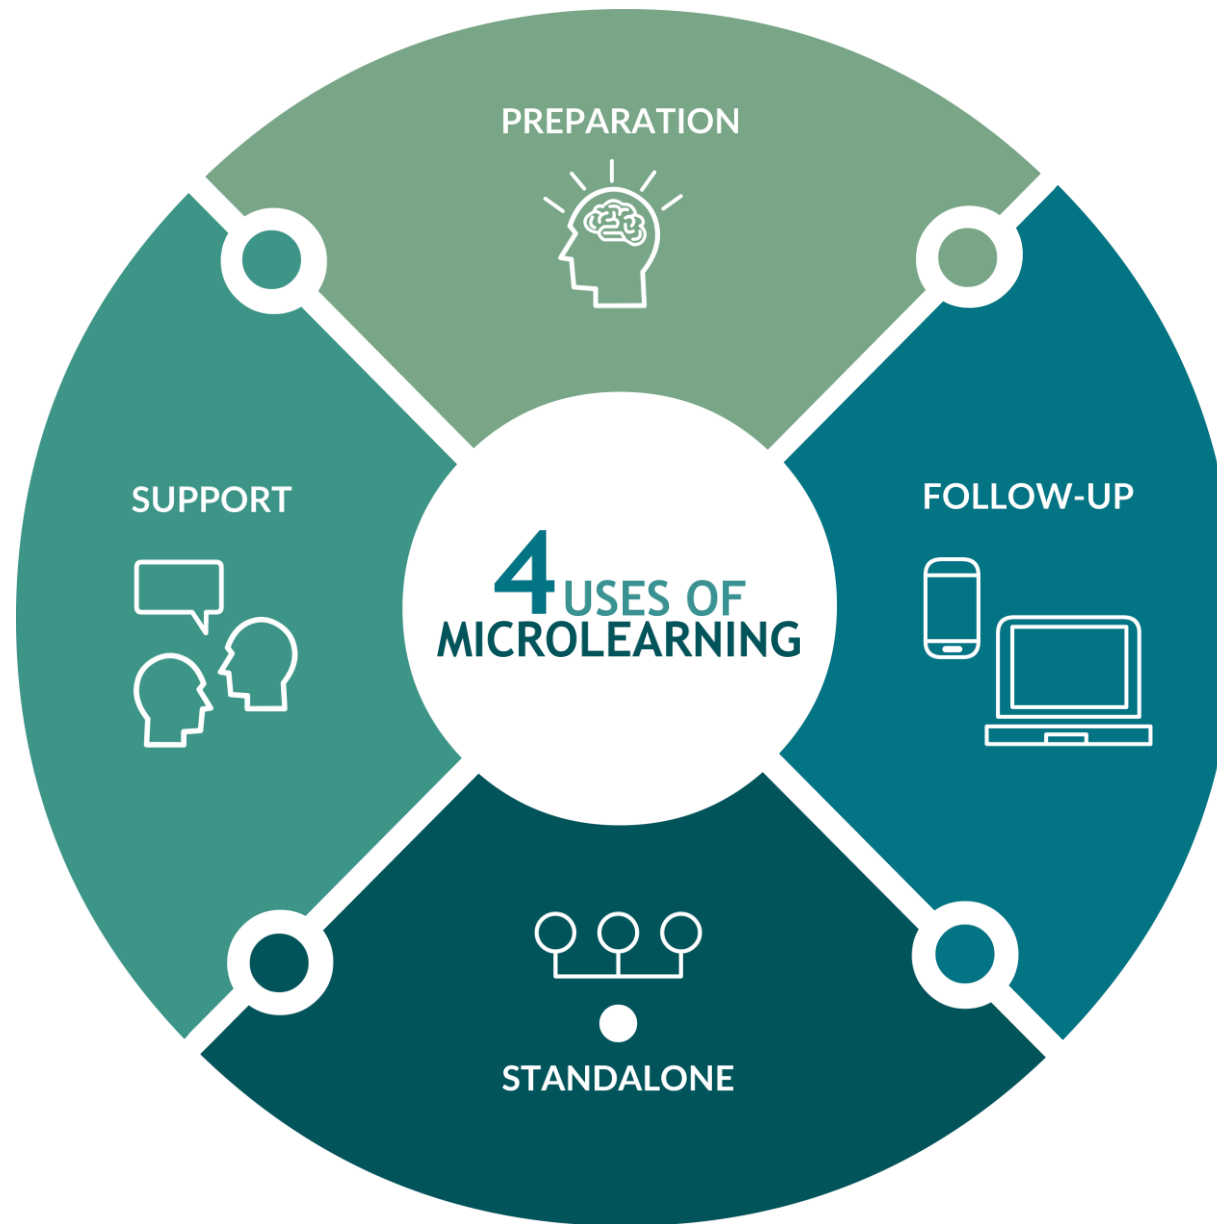 PREPARATION
SUPPORT
FOLLOW-UP
4 USES OF
MICROLEARNING
STANDALONE